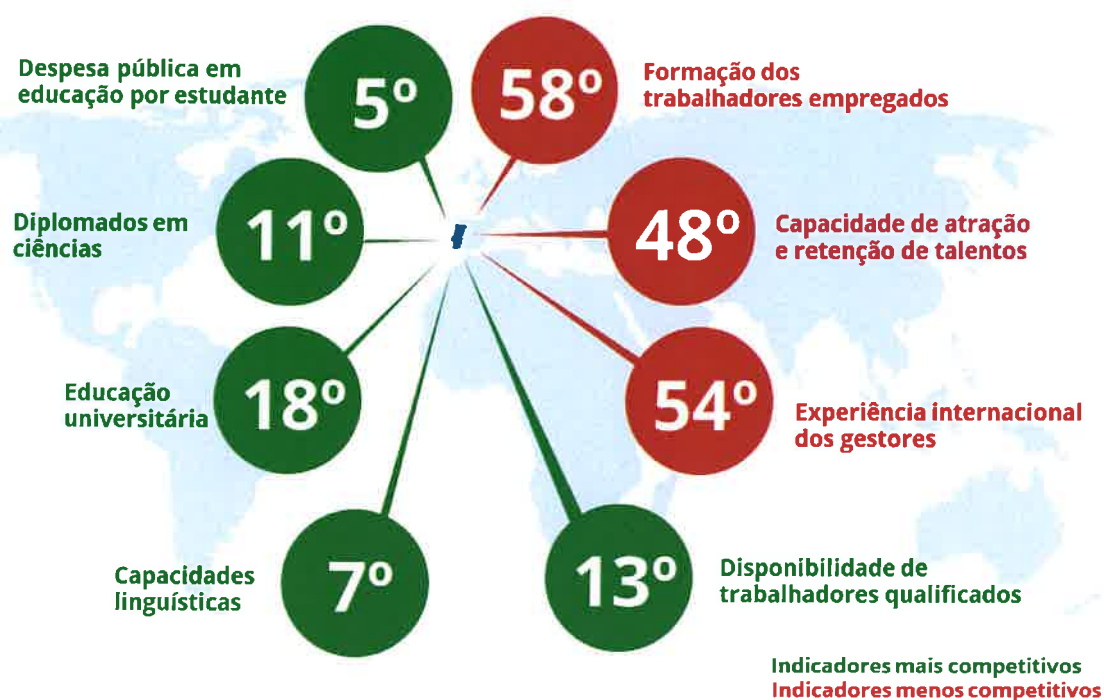 Despesa pública em
educação por estudante
5º
58º
Formação dos
trabalhadores empregados
Diplomados em
ciências
11º
48º
Capacidade de atração
e retenção de talentos
Educação
universitária
18º
54º
Experiência internacional
dos gestores
Capacidades
linguísticas
7º
13º
Disponibilidade de
trabalhadores qualificados
Indicadores mais competitivos
Indicadores menos competitivos